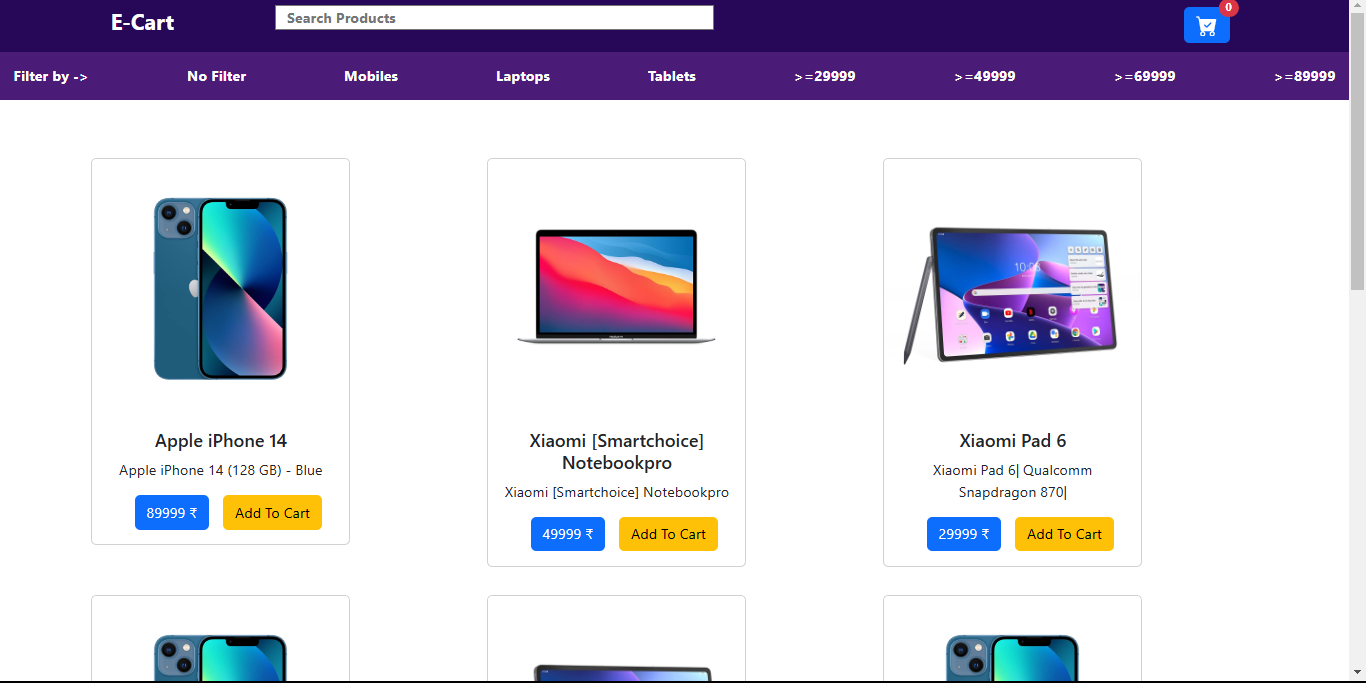 E-Cart
Search Products
0
Filter by -> No Filter Mobiles Laptops Tablets >=29999 >=49999 >=69999 >=89999
Apple iPhone 14
Apple iPhone 14 (128 GB) - Blue
89999 ₹ Add To Cart
Xiaomi [Smartchoice]
Notebookpro
Xiaomi [Smartchoice] Notebookpro
49999 ₹ Add To Cart
Xiaomi Pad 6
Xiaomi Pad 6| Qualcomm
Snapdragon 870|
29999 ₹ Add To Cart